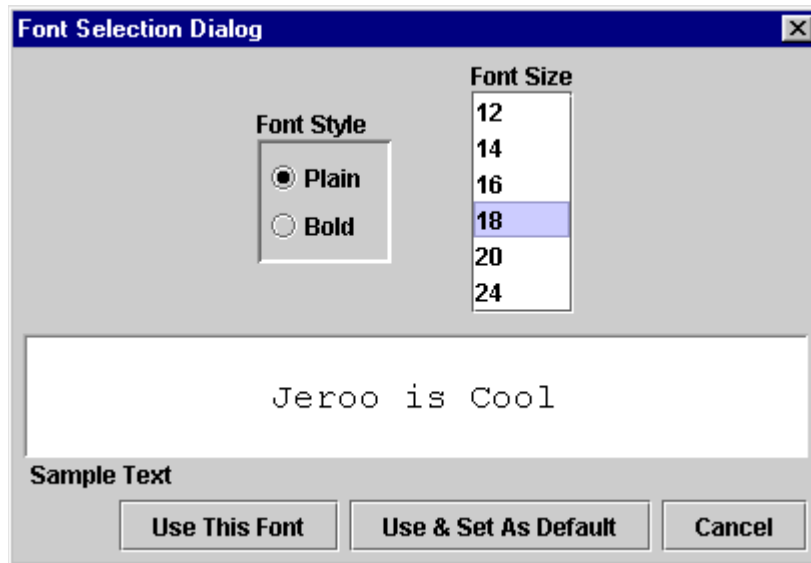 Font Selection Dialog
Font Size
12
14
16
18
20
24
Font Style
Plain
Bold
Jeroo is Cool
Sample Text
Use This Font
Use & Set As Default
Cancel